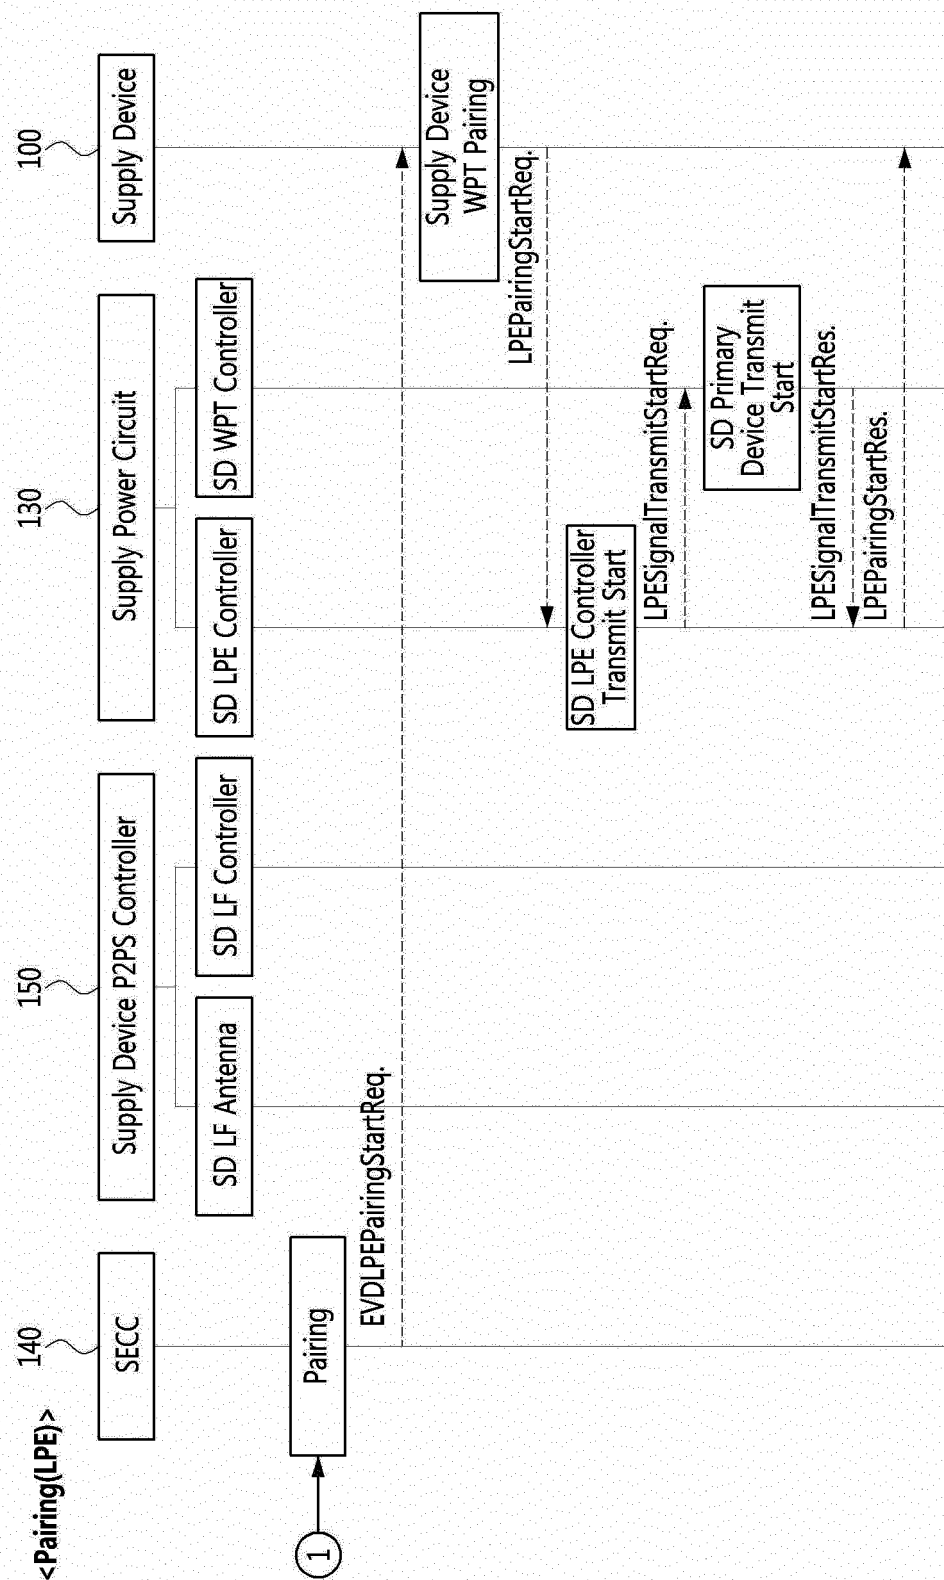 <Pairing(LPE)>
140
150
130
100
SECC
Supply Device P2PS Controller
Supply Power Circuit
Supply Device
SD LF Antenna
SD LF Controller
SD LPE Controller
SD WPT Controller
1
Pairing
EVDLPEPairingStartReq.
Supply Device
WPT Pairing
LPEPairingStartReq.
SD LPE Controller
Transmit Start
LPESignalTransmitStartReq.
SD Primary
Device Transmit
Start
LPESignalTransmitStartRes.
LPEPairingStartRes.